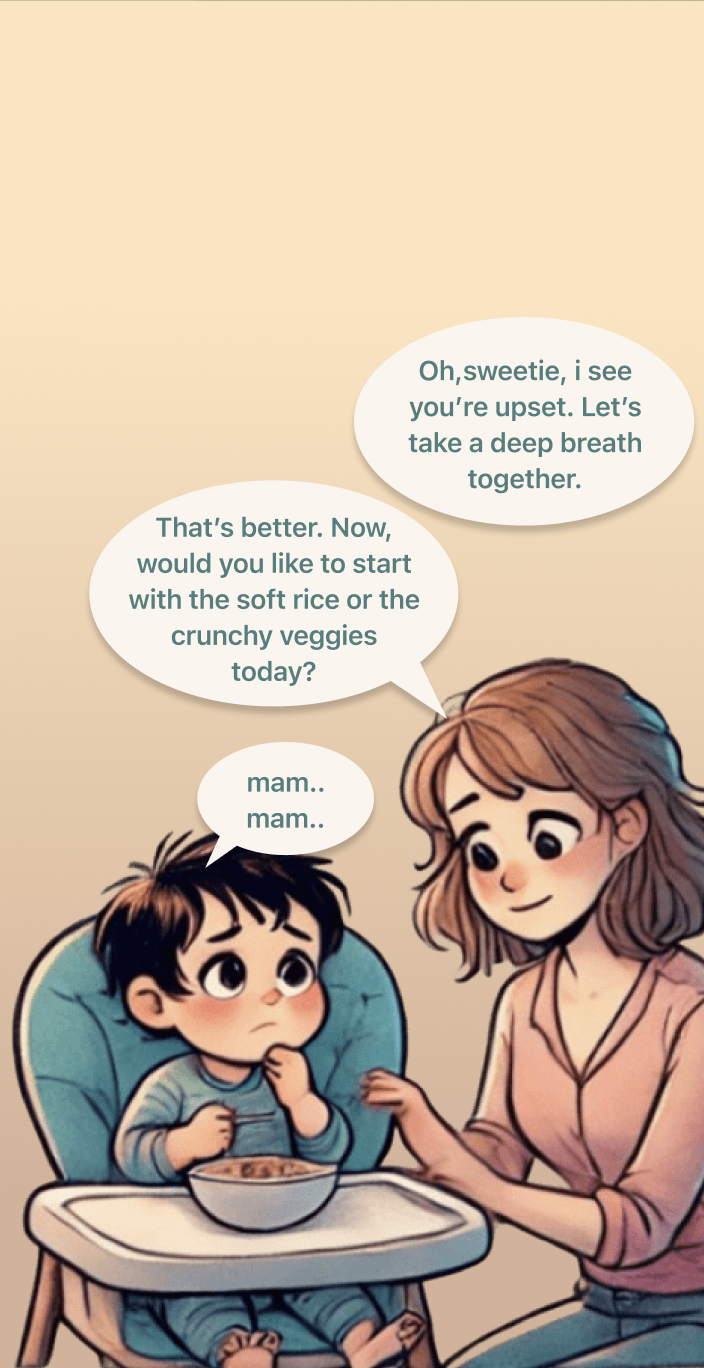 Oh,sweetie, i see
you’re upset. Let’s
take a deep breath
together.
That’s better. Now,
would you like to start
with the soft rice or the
crunchy veggies
today?
mam..
mam..